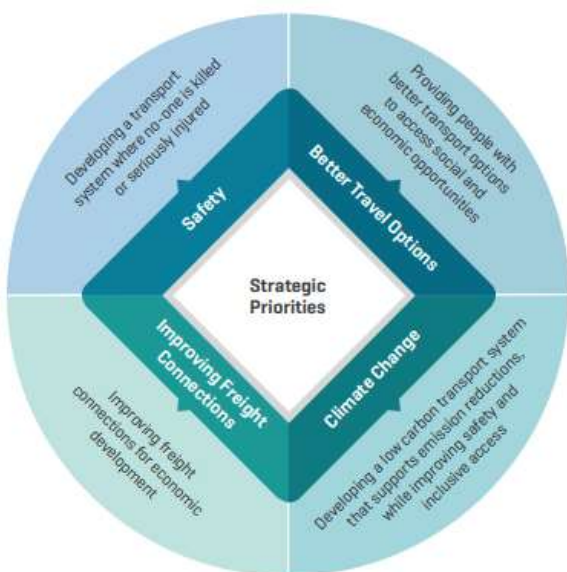 Developing a transport
system where no-one is killed
or seriously injured
Safety
Providing people with
better transport options
to access social and
economic opportunities
Better Travel Options
Strategic
Priorities
Improving Freight
Connections
Improving freight
connections for economic
development
Climate Change
Developing a low carbon transport system
that supports emission reductions,
while improving safety and
inclusive access